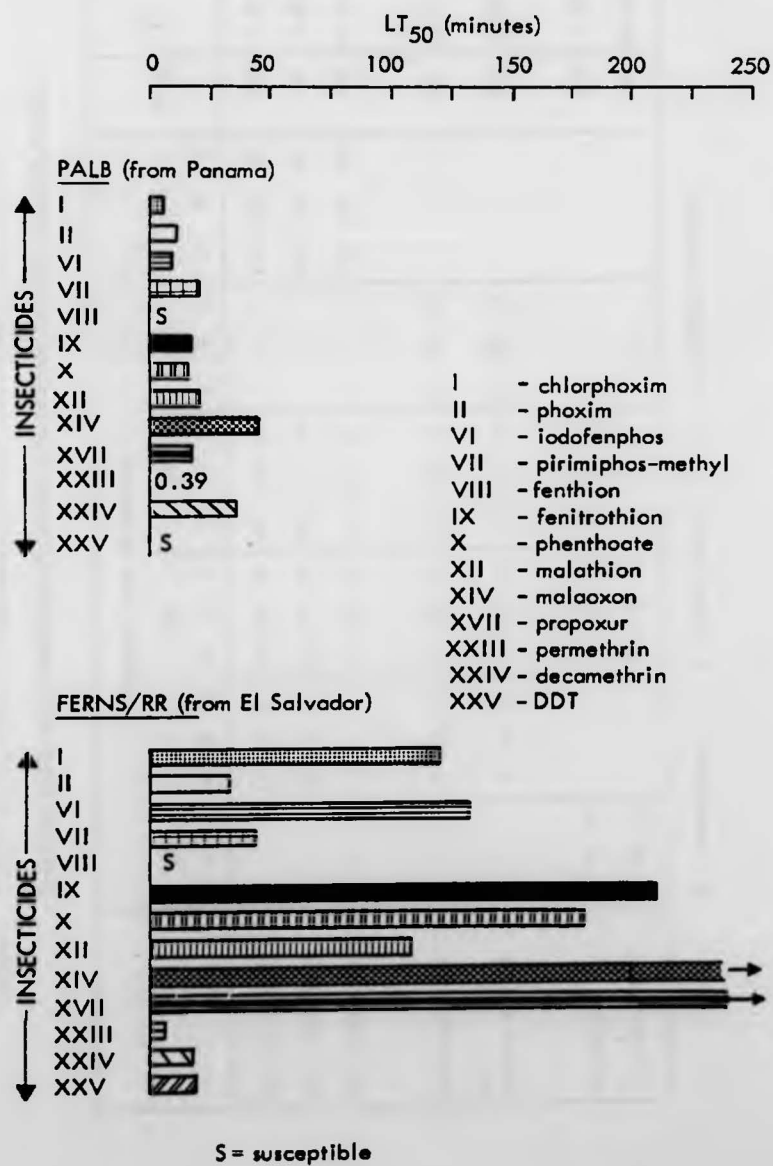 LT50 (minutes)
0 50 100 150 200 250
PALB (from Panama)
INSECTICIDES
I
II
VI
VII
VIII S
IX
X
XII
XIV
XVII
XXIII 0.39
XXIV
XXV S
I - chlorphoxim
II - phoxim
VI - iodofenphos
VII - pirimiphos-methyl
VIII - fenthion
IX - fenitrothion
X - phenthoate
XII - malathion
XIV - malaoxon
XVII - propoxur
XXIII - permethrin
XXIV - decamethrin
XXV - DDT
FERNS/RR (from El Salvador)
INSECTICIDES
I
II
VI
VII
VIII S
IX
X
XII
XIV
XVII
XXIII
XXIV
XXV
S = susceptible